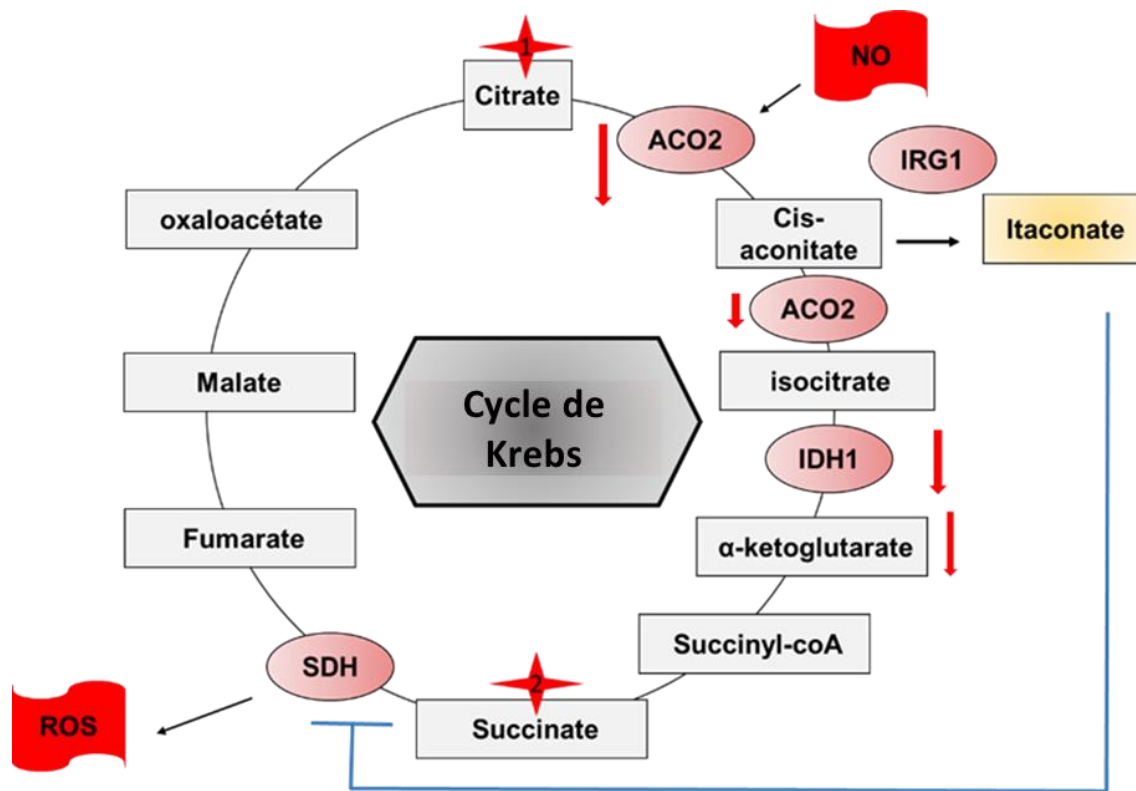 1
Citrate
NO
ACO2
IRG1
oxaloacétate
Cis-
aconitate
Itaconate
ACO2
Malate
isocitrate
Cycle de
Krebs
IDH1
Fumarate
α-ketoglutarate
Succinyl-coA
SDH
2
ROS
Succinate